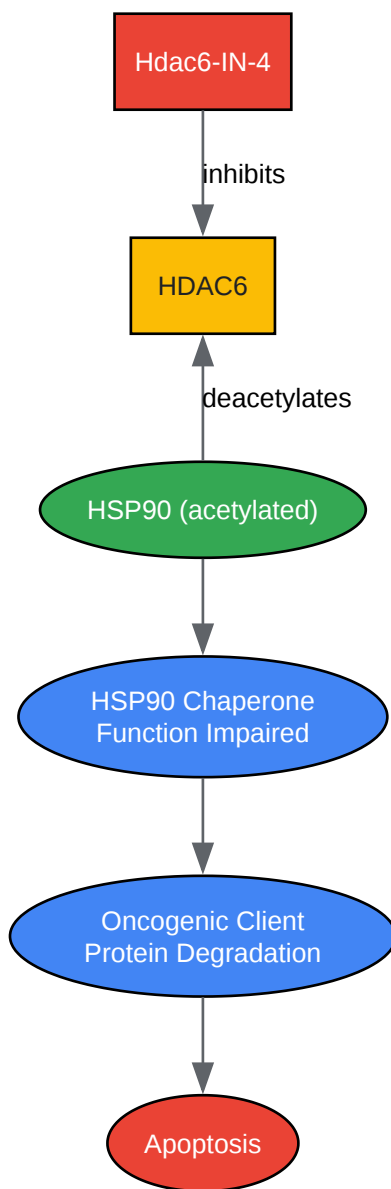 Hdac6-IN-4
inhibits
HDAC6
deacetylates
HSP90 (acetylated)
HSP90 Chaperone
Function Impaired
Oncogenic Client
Protein Degradation
Apoptosis